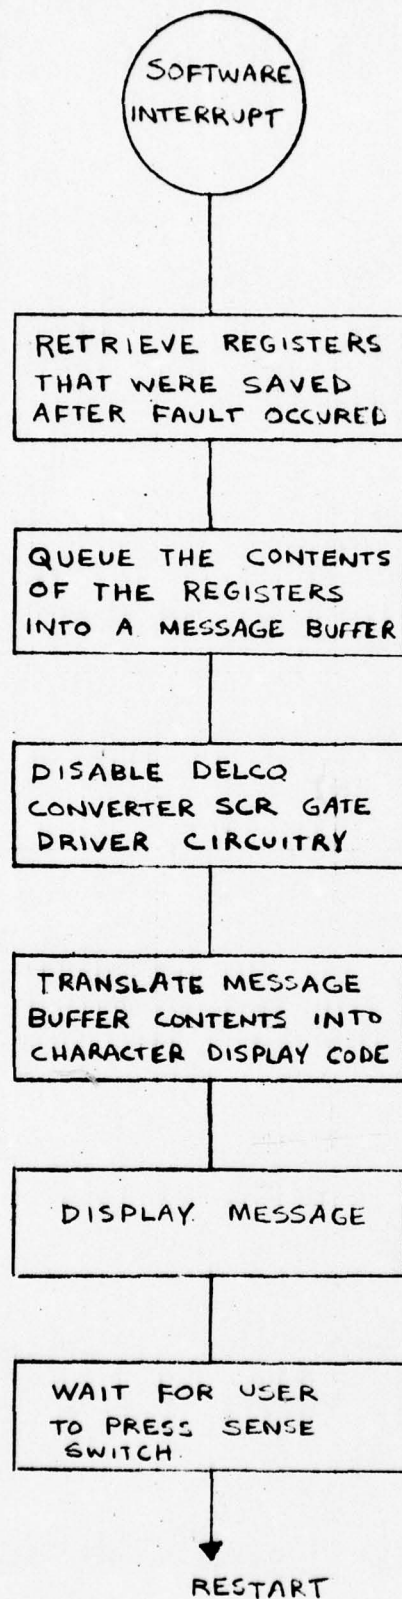 SOFTWARE
INTERRUPT
RETRIEVE REGISTERS
THAT WERE SAVED
AFTER FAULT OCCURED
QUEUE THE CONTENTS
OF THE REGISTERS
INTO A MESSAGE BUFFER
DISABLE DELCO
CONVERTER SCR GATE
DRIVER CIRCUITRY
TRANSLATE MESSAGE
BUFFER CONTENTS INTO
CHARACTER DISPLAY CODE
DISPLAY MESSAGE
WAIT FOR USER
TO PRESS SENSE
SWITCH
RESTART